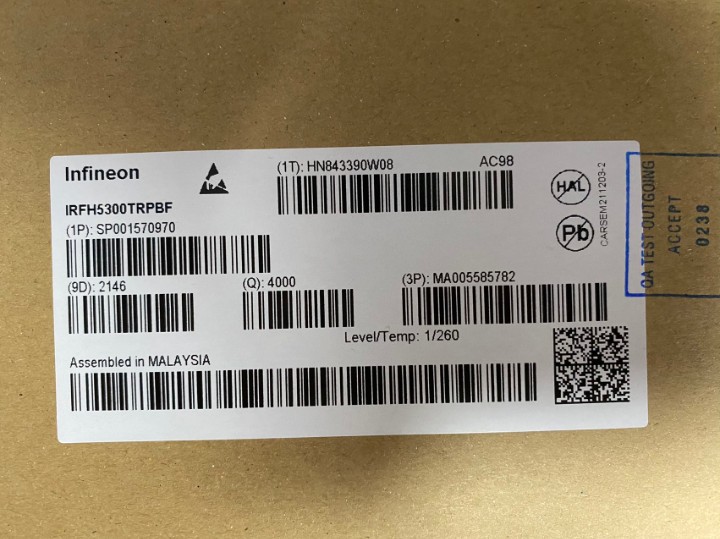 Infineon
(1T): HN843390W08
AC98
HAL
CARSEM211203-2
IRFH5300TRPBF
(1P): SP001570970
Pb
(9D): 2146
(Q): 4000
(3P): MA005585782
Level/Temp: 1/260
Assembled in MALAYSIA
QA TEST OUTGOING
ACCEPT
0238